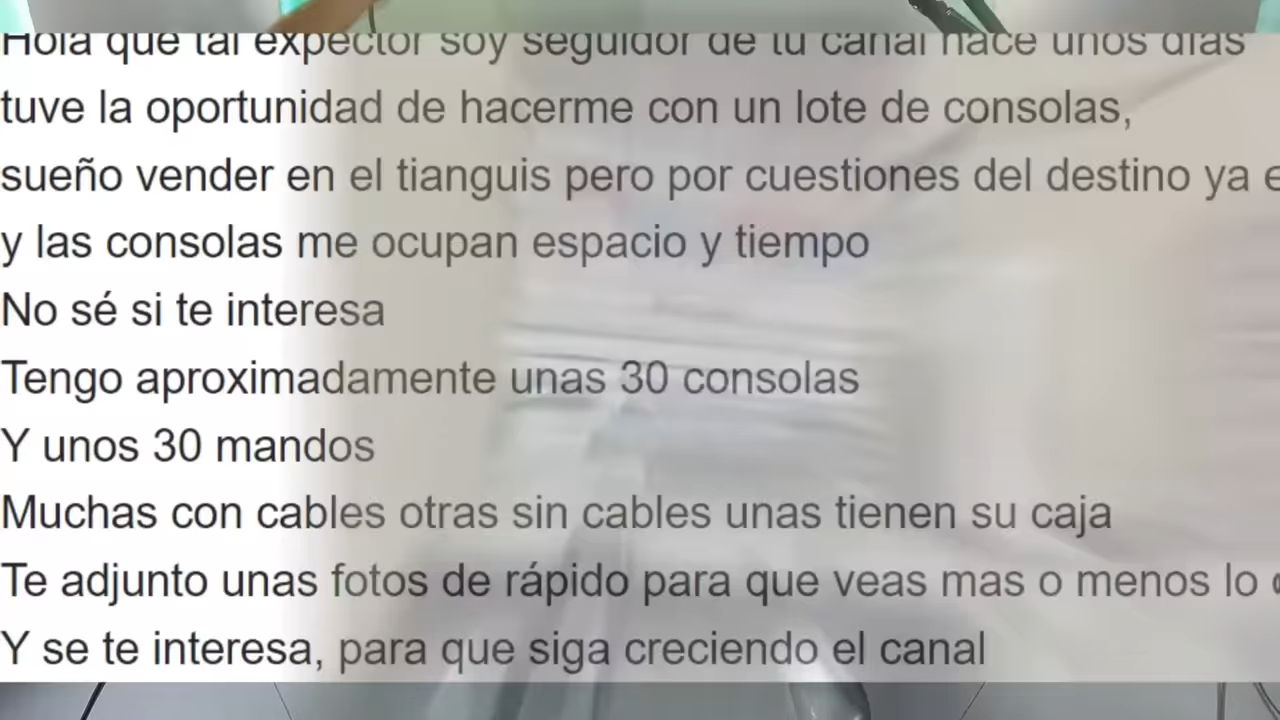 Hola que tal expector soy seguidor de tu canal hace unos días
tuve la oportunidad de hacerme con un lote de consolas,
sueño vender en el tianguis pero por cuestiones del destino ya
y las consolas me ocupan espacio y tiempo
No sé si te interesa
Tengo aproximadamente unas 30 consolas
Y unos 30 mandos
Muchas con cables otras sin cables unas tienen su caja
Te adjunto unas fotos de rápido para que veas mas o menos lo
Y se te interesa, para que siga creciendo el canal